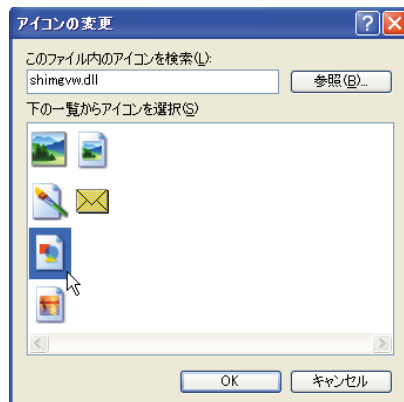 アイコンの変更
このファイル内のアイコンを検索(L):
shimgvw.dll
参照(B)...
下の一覧からアイコンを選択(S)
OK
キャンセル